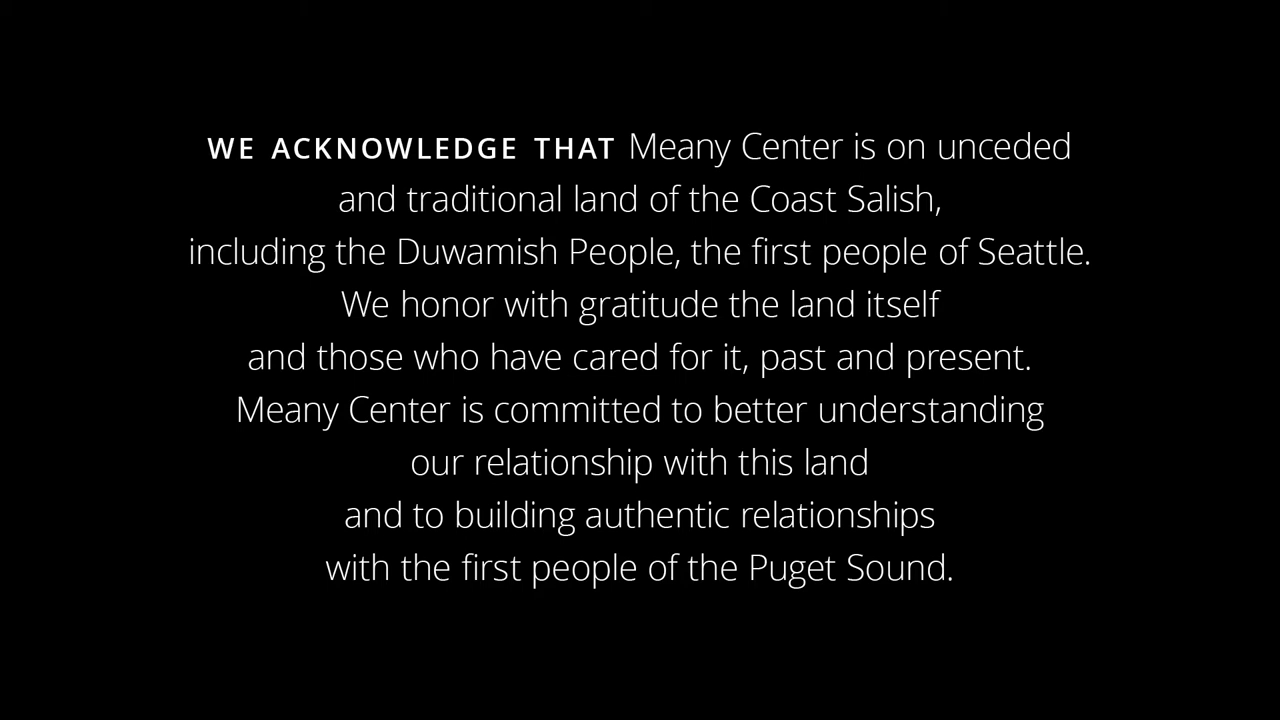 WE ACKNOWLEDGE THAT Meany Center is on unceded
and traditional land of the Coast Salish,
including the Duwamish People, the first people of Seattle.
We honor with gratitude the land itself
and those who have cared for it, past and present.
Meany Center is committed to better understanding
our relationship with this land
and to building authentic relationships
with the first people of the Puget Sound.